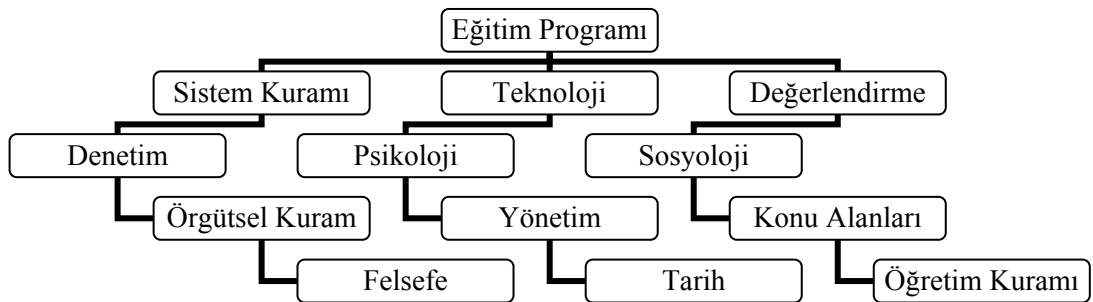 Eğitim Programı
Sistem Kuramı
Teknoloji
Değerlendirme
Denetim
Psikoloji
Sosyoloji
Örgütsel Kuram
Yönetim
Konu Alanları
Felsefe
Tarih
Öğretim Kuramı